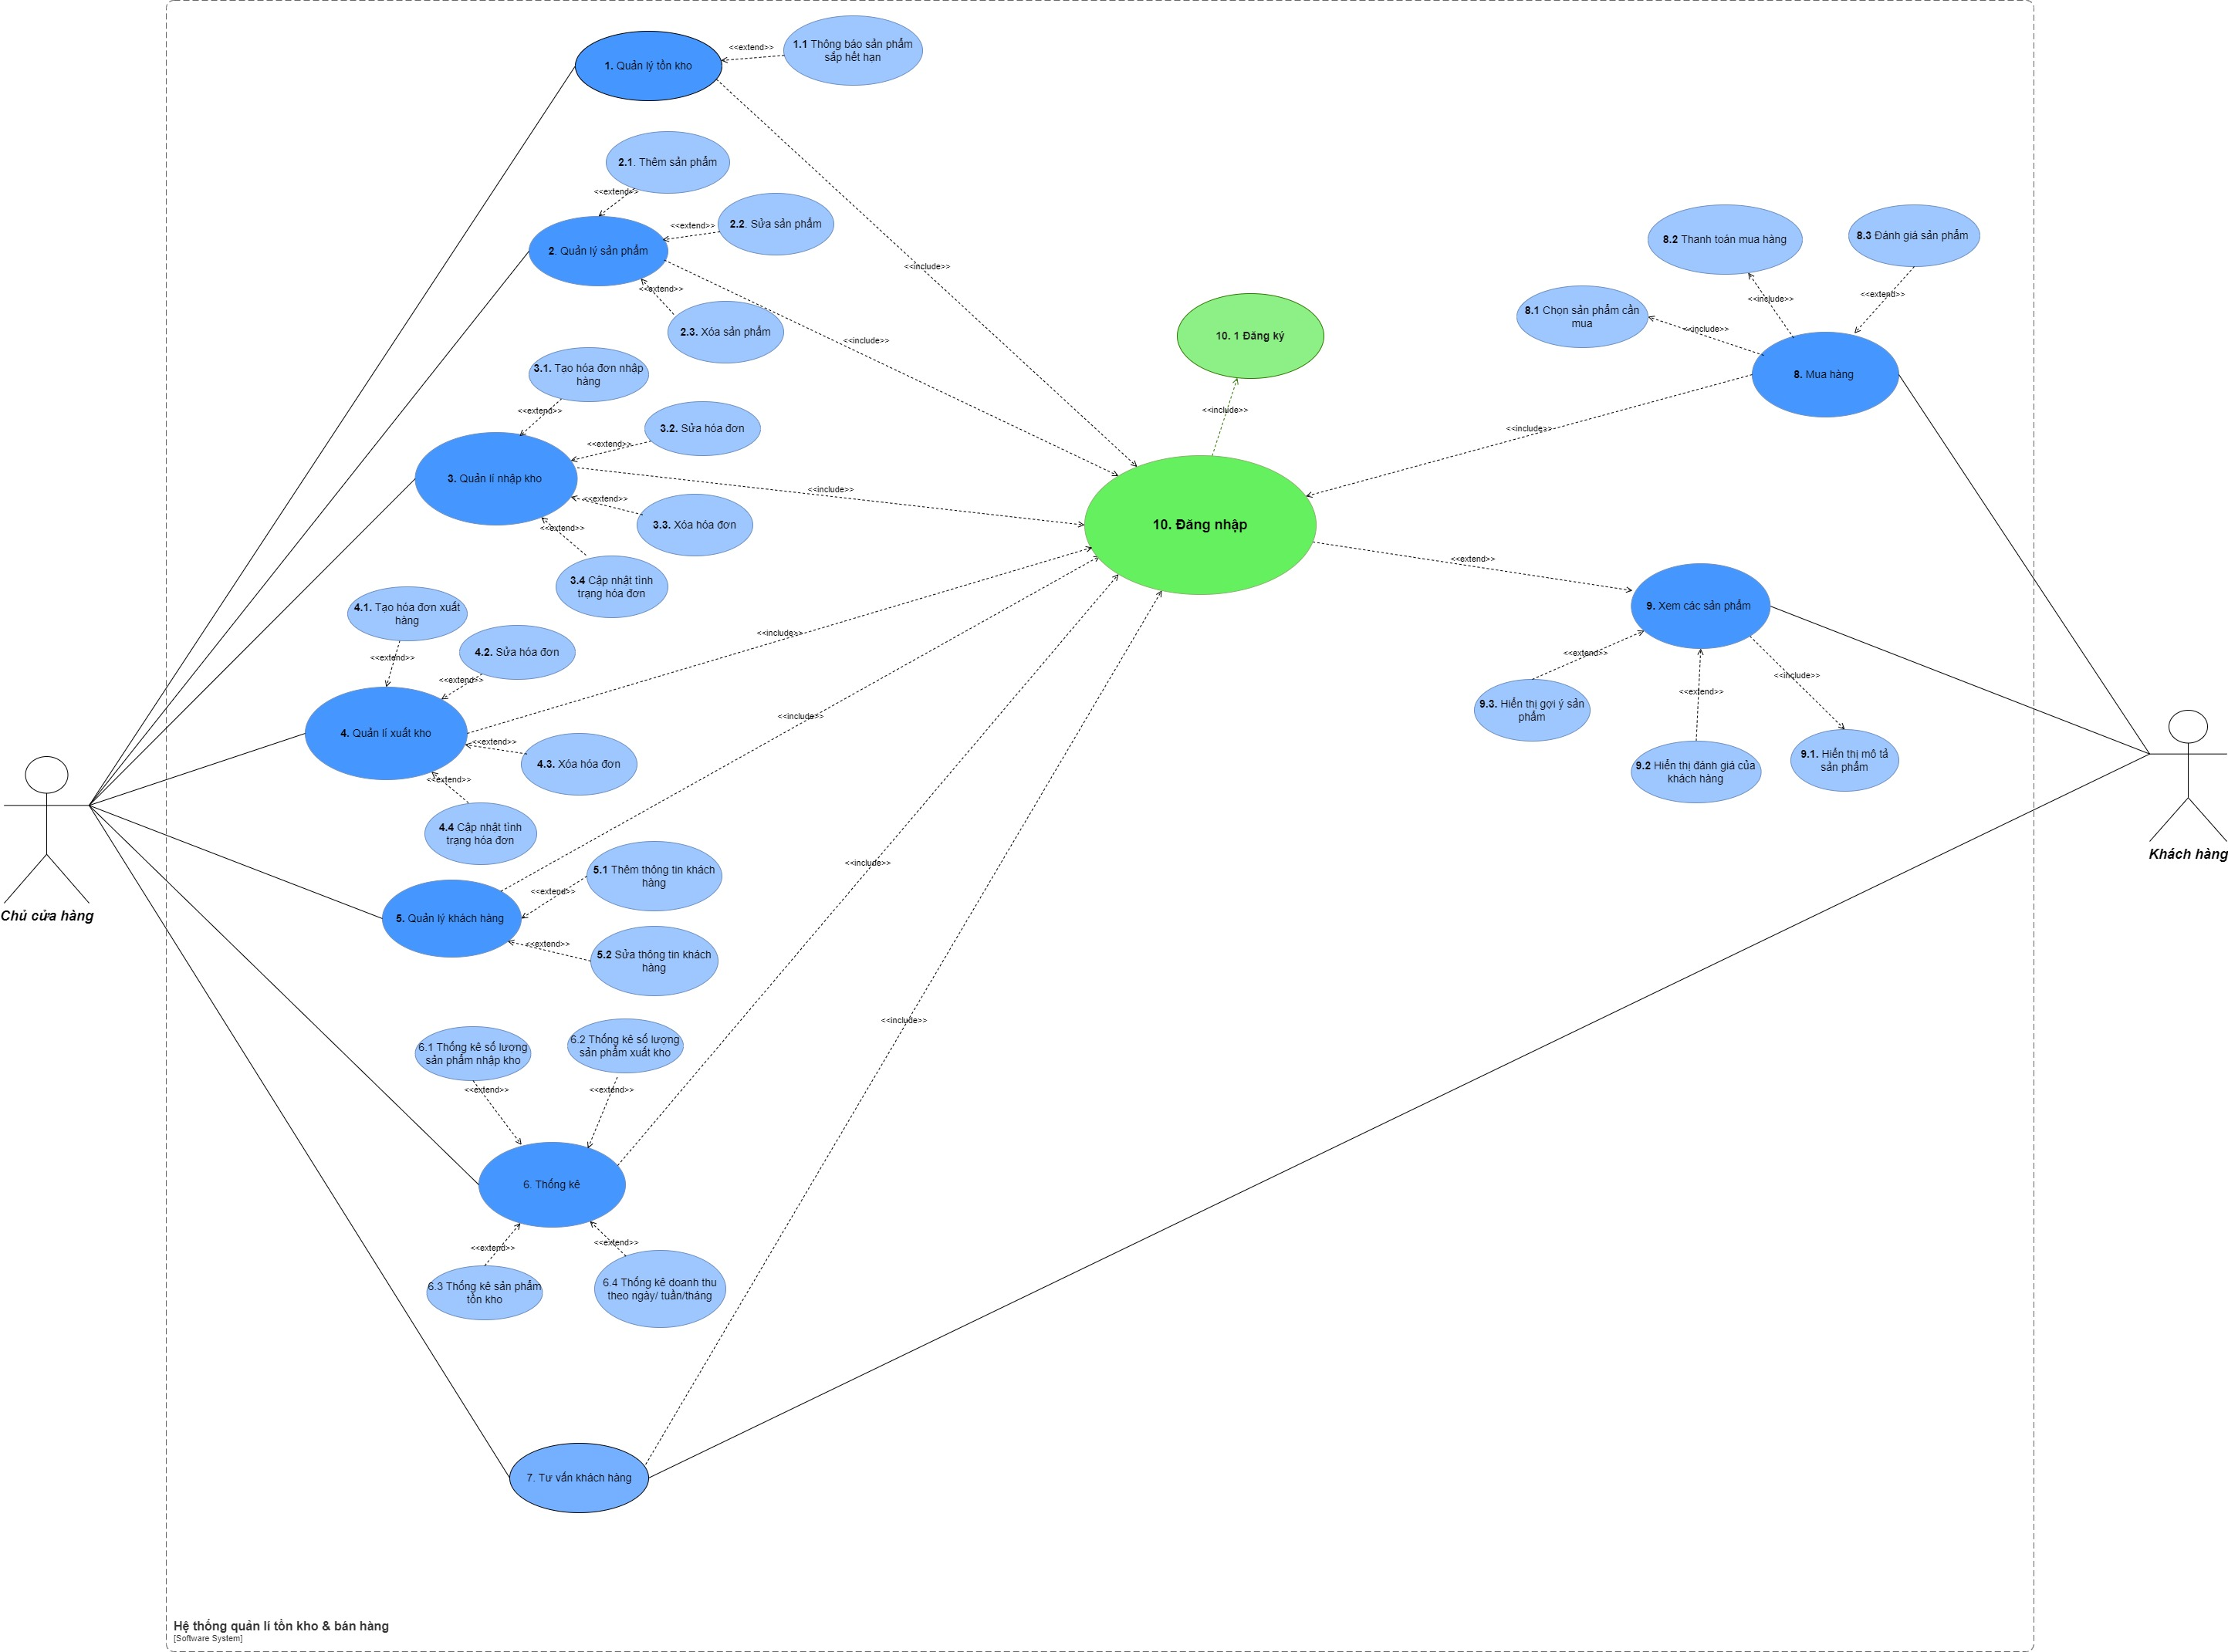 1. Quản lý tồn kho
<<extend>>
1.1 Thông báo sản phẩm
sắp hết hạn
2.1. Thêm sản phẩm
<<extend>>
2. Quản lý sản phẩm
<<extend>>
2.2. Sửa sản phẩm
<<extend>>
2.3. Xóa sản phẩm
<<include>>
<<include>>
3.1. Tạo hóa đơn nhập
hàng
<<extend>>
3. Quản lí nhập kho
<<extend>>
3.2. Sửa hóa đơn
<<extend>>
3.3. Xóa hóa đơn
<<extend>>
3.4 Cập nhật tình
trạng hóa đơn
<<include>>
4.1. Tạo hóa đơn xuất
hàng
<<extend>>
4. Quản lí xuất kho
<<extend>>
4.2. Sửa hóa đơn
<<extend>>
4.3. Xóa hóa đơn
<<extend>>
4.4 Cập nhật tình
trạng hóa đơn
<<include>>
5. Quản lý khách hàng
<<extend>>
5.1 Thêm thông tin khách
hàng
<<extend>>
5.2 Sửa thông tin khách
hàng
<<include>>
6.1 Thống kê số lượng
sản phẩm nhập kho
<<extend>>
6.2 Thống kê số lượng
sản phẩm xuất kho
<<extend>>
6. Thống kê
<<extend>>
6.3 Thống kê sản phẩm
tồn kho
<<extend>>
6.4 Thống kê doanh thu
theo ngày/ tuần/tháng
<<include>>
7. Tư vấn khách hàng
<<include>>
10. 1 Đăng ký
<<include>>
10. Đăng nhập
<<include>>
<<extend>>
8.2 Thanh toán mua hàng
8.3 Đánh giá sản phẩm
<<include>>
<<extend>>
8.1 Chọn sản phẩm cần
mua
<<include>>
8. Mua hàng
9. Xem các sản phẩm
<<extend>>
<<extend>>
<<include>>
9.3. Hiển thị gợi ý sản
phẩm
9.2 Hiển thị đánh giá của
khách hàng
9.1. Hiển thị mô tả
sản phẩm
Chủ cửa hàng
Khách hàng
Hệ thống quản lí tồn kho & bán hàng
[Software System]